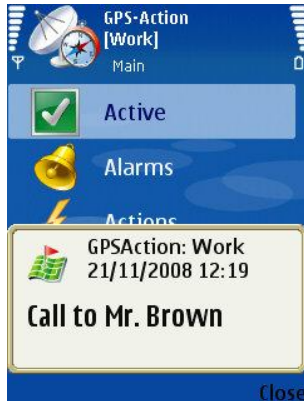 GPS-Action
[Work]
Main
Active
Alarms
Actions
GPSAction: Work
21/11/2008 12:19
Call to Mr. Brown
Close